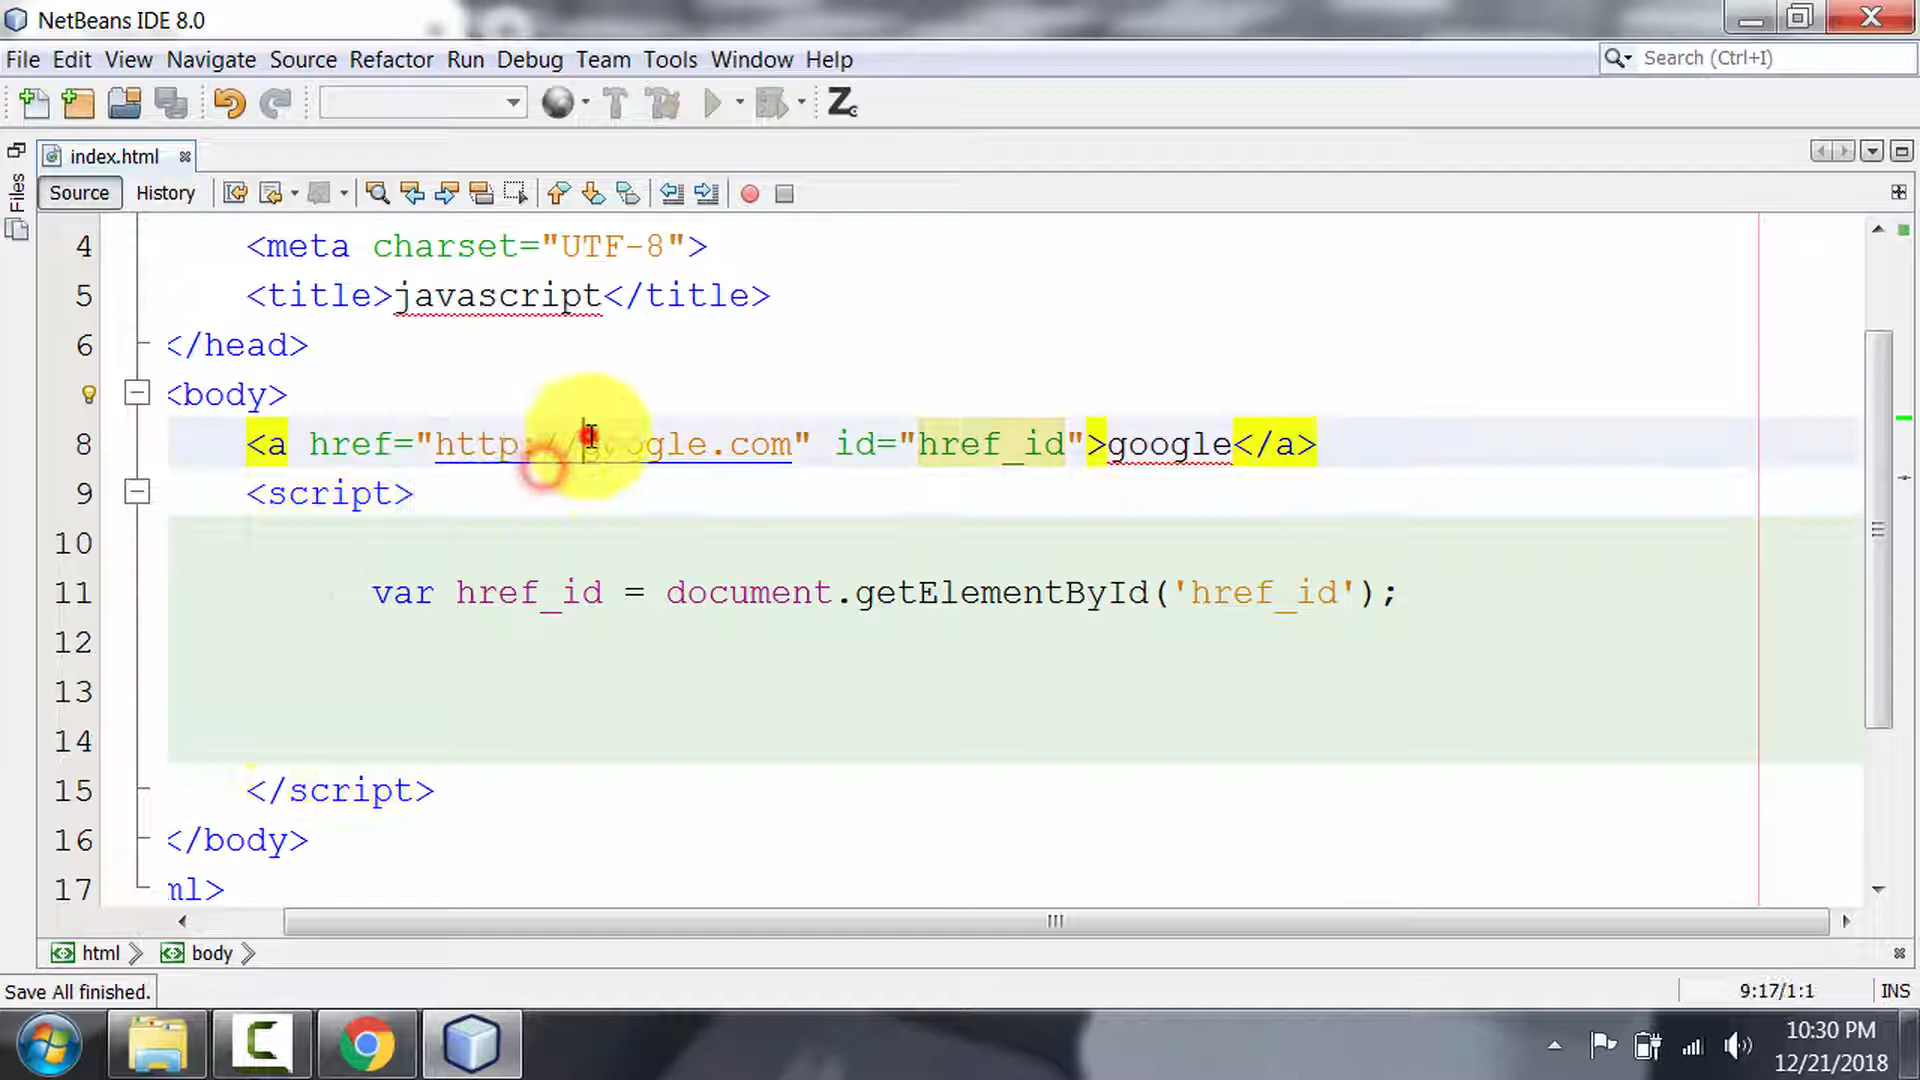 NetBeans IDE 8.0
File Edit View Navigate Source Refactor Run Debug Team Tools Window Help
Search (Ctrl+I)
index.html
Files
Source History
4 <meta charset="UTF-8">
5 <title>javascript</title>
6 </head>
<body>
8 <a href="http://google.com" id="href_id">google</a>
9 <script>
10
11 var href_id = document.getElementById('href_id');
12
13
14
15 </script>
16 </body>
17 ml>
html body
Save All finished.
9:17/1:1 INS
10:30 PM
12/21/2018